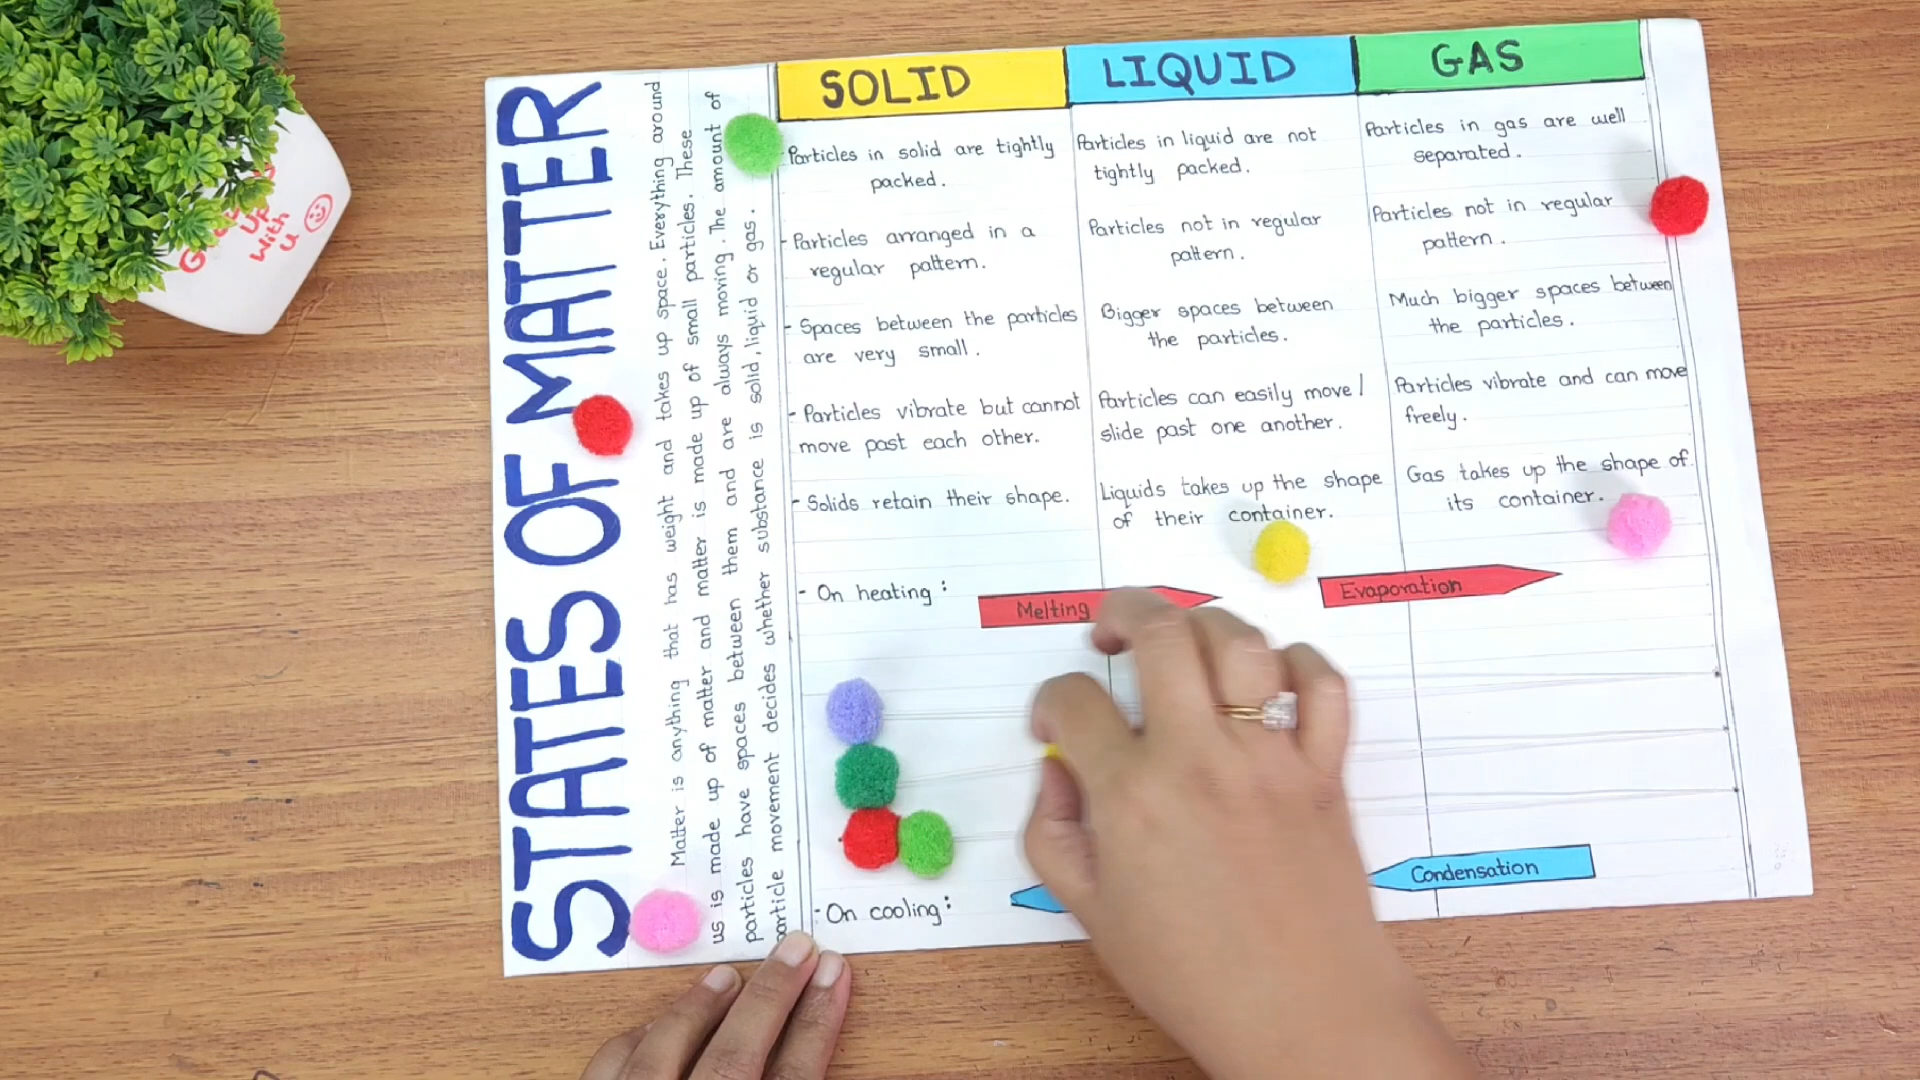 STATES OF MATTER
Matter is anything that has weight and takes up space. Everything around
us is made up of matter and matter is made up of small particles. These
particles have spaces between them and are always moving. The amount of
particle movement decides whether substance is solid, liquid or gas.
SOLID
Particles in solid are tightly
packed.
- Particles arranged in a
regular pattern.
- Spaces between the particles
are very small.
- Particles vibrate but cannot
move past each other.
- Solids retain their shape.
LIQUID
Particles in liquid are not
tightly packed.
Particles not in regular
pattern.
Bigger spaces between
the particles.
Particles can easily move /
slide past one another.
Liquids takes up the shape
of their container.
GAS
Particles in gas are well
separated.
Particles not in regular
pattern.
Much bigger spaces between
the particles.
Particles vibrate and can move
freely.
Gas takes up the shape of
its container.
- On heating:
Melting
Evaporation
- On cooling:
Condensation
Up
With
U